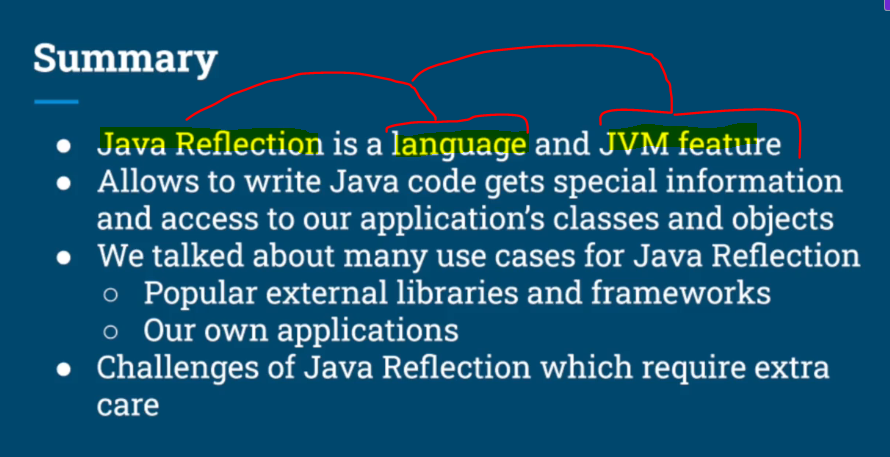 Summary
● Java Reflection is a language and JVM feature
● Allows to write Java code gets special information
and access to our application’s classes and objects
● We talked about many use cases for Java Reflection
○ Popular external libraries and frameworks
○ Our own applications
● Challenges of Java Reflection which require extra
care